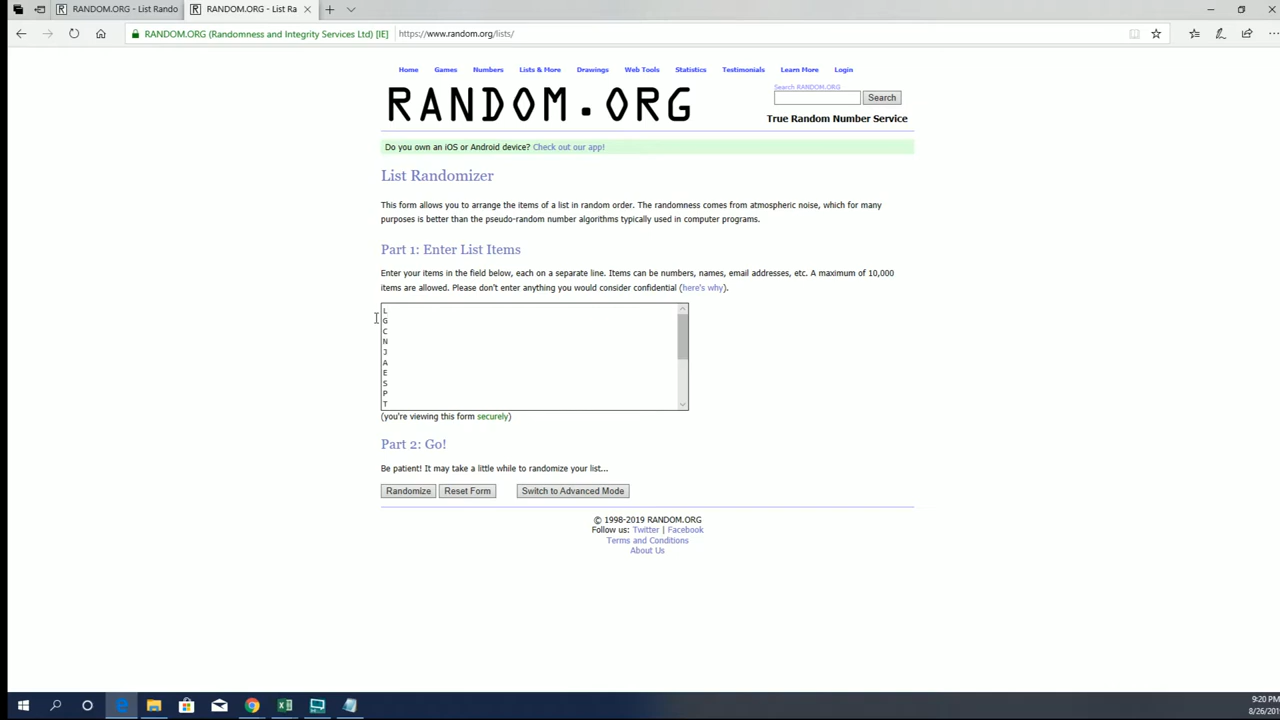 RANDOM.ORG - List Rando
RANDOM.ORG - List Ra
RANDOM.ORG (Randomness and Integrity Services Ltd) [IE]
https://www.random.org/lists/
Home Games Numbers Lists & More Drawings Web Tools Statistics Testimonials Learn More Login
RANDOM.ORG
Search RANDOM.ORG
Search
True Random Number Service
Do you own an iOS or Android device? Check out our app!
List Randomizer
This form allows you to arrange the items of a list in random order. The randomness comes from atmospheric noise, which for many
purposes is better than the pseudo-random number algorithms typically used in computer programs.
Part 1: Enter List Items
Enter your items in the field below, each on a separate line. Items can be numbers, names, email addresses, etc. A maximum of 10,000
items are allowed. Please don't enter anything you would consider confidential (here's why).
L
G
C
N
J
A
E
S
P
T
(you're viewing this form securely)
Part 2: Go!
Be patient! It may take a little while to randomize your list...
Randomize Reset Form Switch to Advanced Mode
© 1998-2019 RANDOM.ORG
Follow us: Twitter | Facebook
Terms and Conditions
About Us
9:20 PM
8/26/201